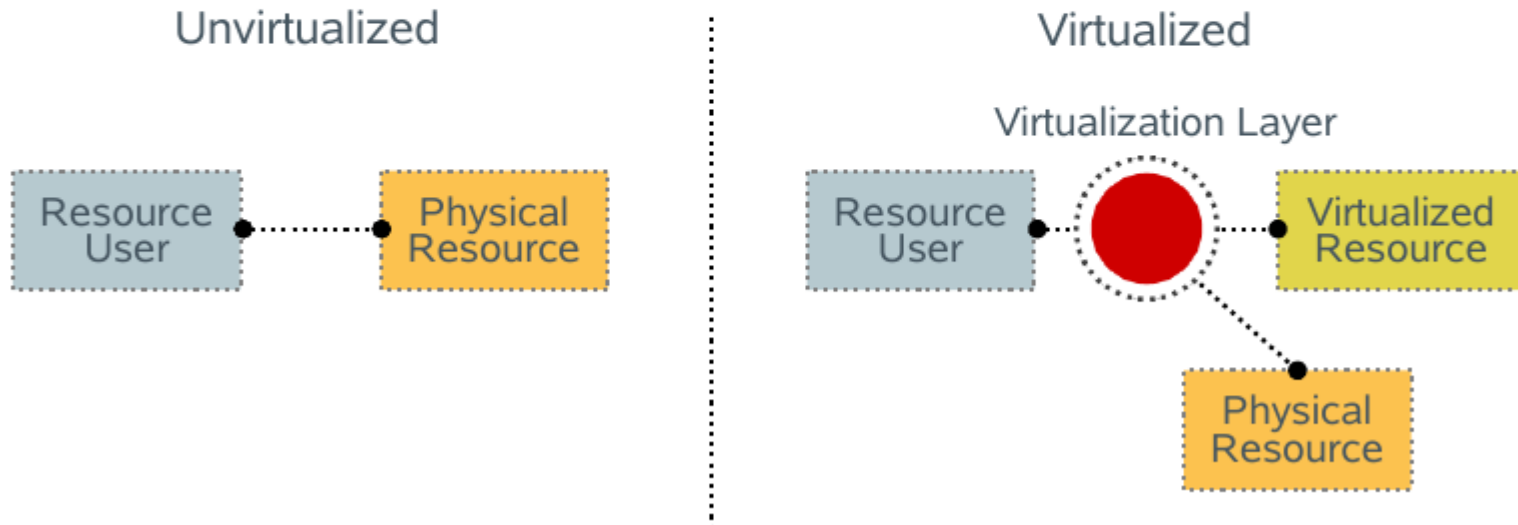 Unvirtualized
Resource
User
Physical
Resource
Virtualized
Virtualization Layer
Resource
User
Virtualized
Resource
Physical
Resource